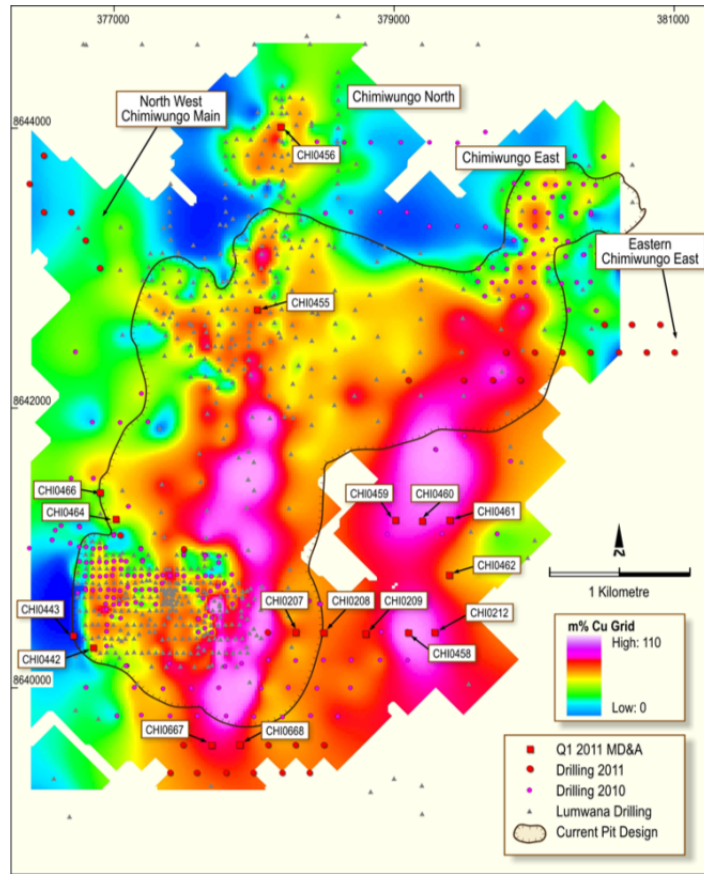 377000
379000
381000
8644000
North West
Chimiwungo Main
Chimiwungo North
CHI0456
Chimiwungo East
Eastern
Chimiwungo East
CHI0455
8642000
CHI0466
CHI0464
CHI0459
CHI0460
CHI0461
CHI0462
1 Kilometre
CHI0443
CHI0442
CHI0207
CHI0208
CHI0209
CHI0212
CHI0458
m% Cu Grid
High: 110
Low: 0
8640000
CHI0667
CHI0668
Q1 2011 MD&A
Drilling 2011
Drilling 2010
Lumwana Drilling
Current Pit Design